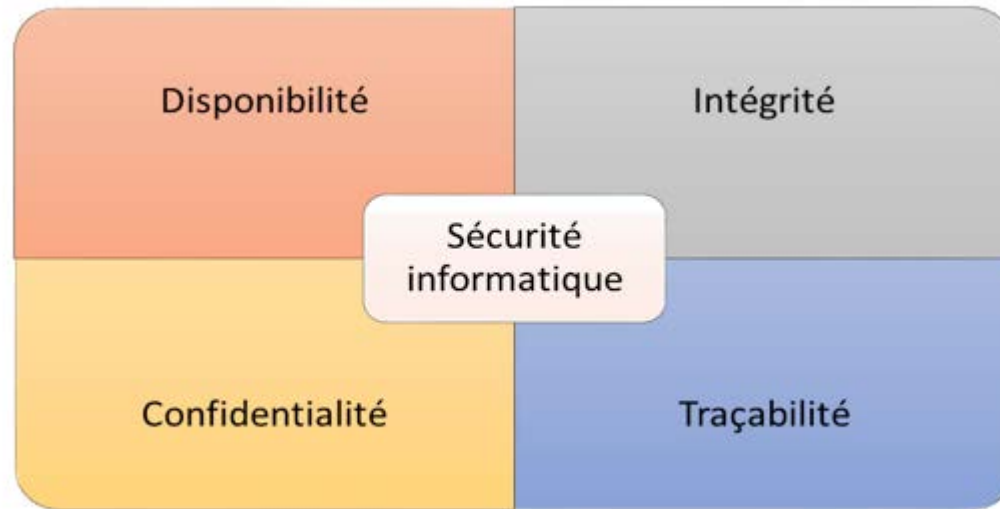 Disponibilité
Intégrité
Sécurité
informatique
Confidentialité
Traçabilité